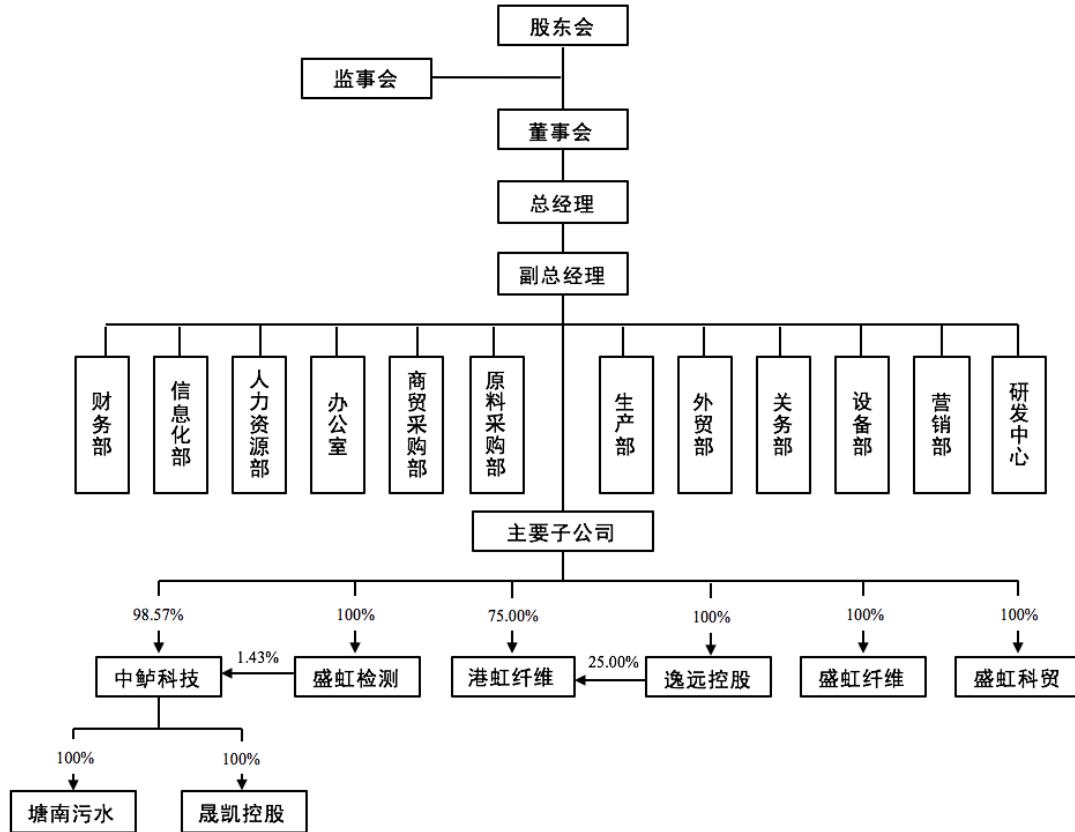 股东会
监事会
董事会
总经理
副总经理
财务部
信息化部
人力资源部
办公室
商贸采购部
原料采购部
生产部
外贸部
关务部
设备部
营销部
研发中心
主要子公司
98.57%
100%
75.00%
100%
100%
100%
中鲈科技
1.43%
盛虹检测
港虹纤维
25.00%
逸远控股
盛虹纤维
盛虹科贸
100%
100%
塘南污水
晟凯控股